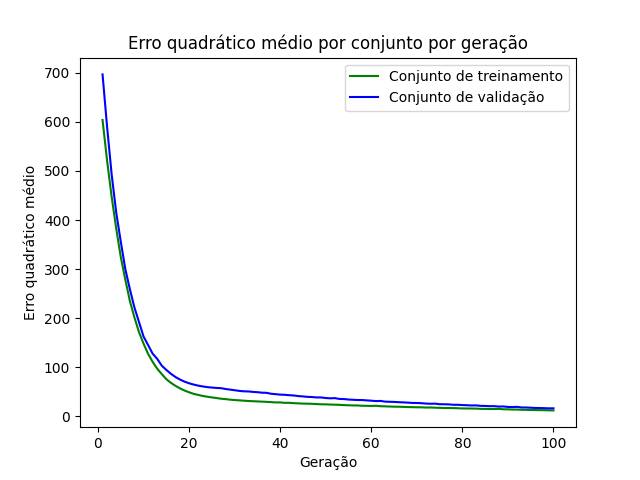 Erro quadrático médio por conjunto por geração
Conjunto de treinamento
Conjunto de validação
Erro quadrático médio
700
600
500
400
300
200
100
0
0 20 40 60 80 100
Geração